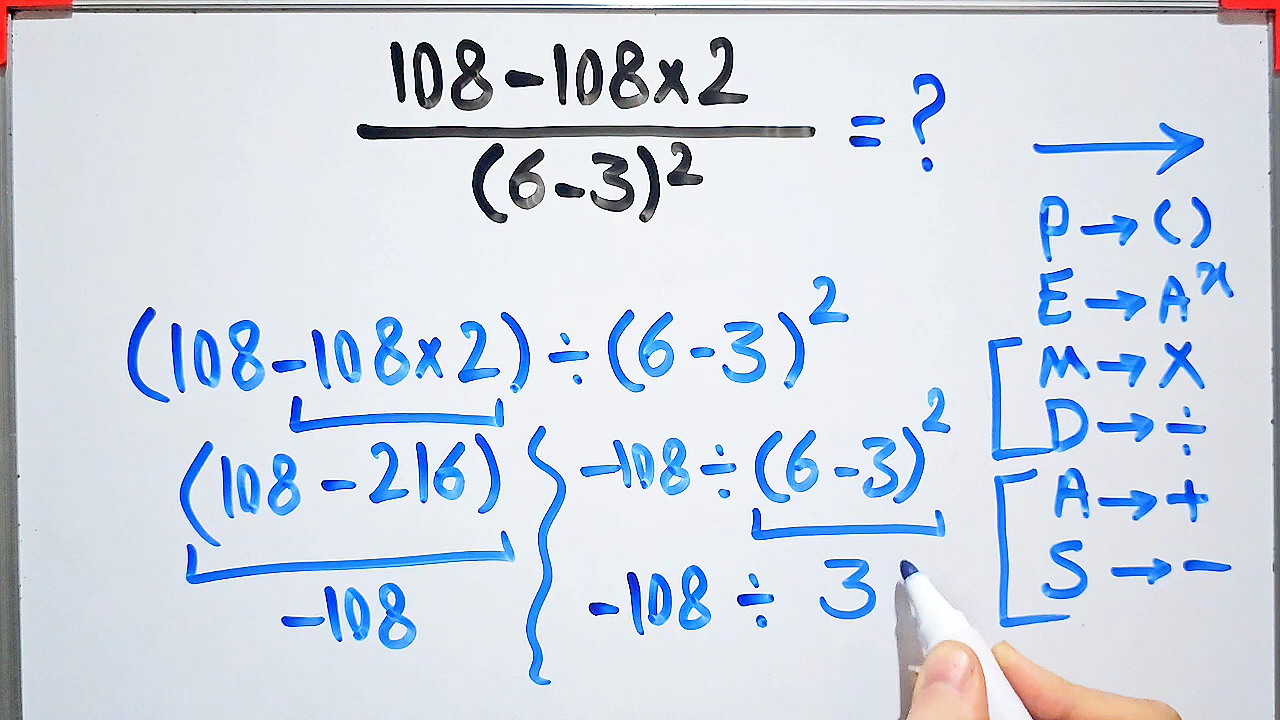 108-108×2
(6-3)² = ?
(108-108×2)÷(6-3)²
(108-216)
-108
-108÷(6-3)²
-108÷3
P→()
E→Aˣ
M→×
D→÷
A→+
S→-